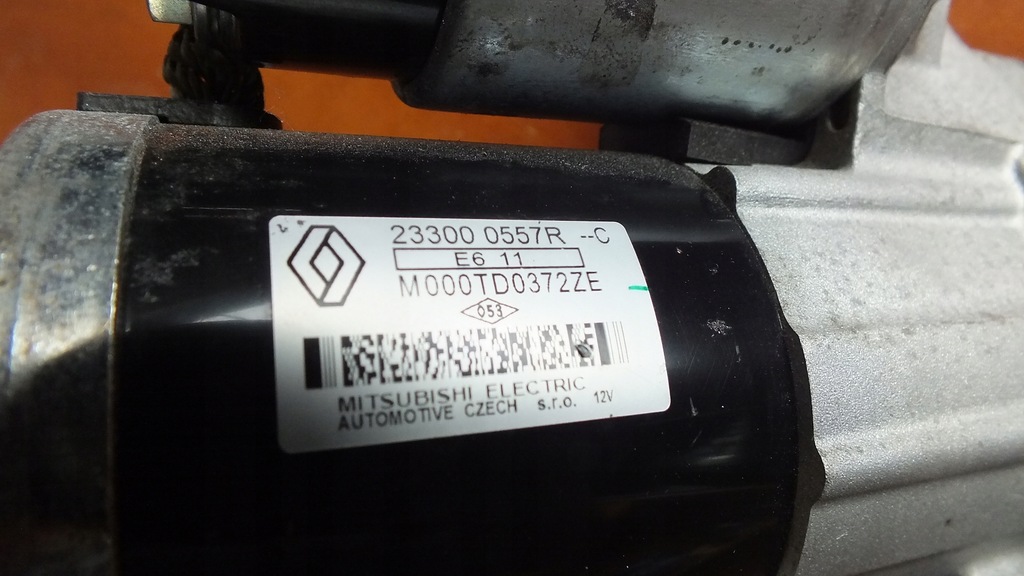 23300 0557R --C
E6 11
M000TD0372ZE
053
MITSUBISHI ELECTRIC
AUTOMOTIVE CZECH s.r.o. 12V